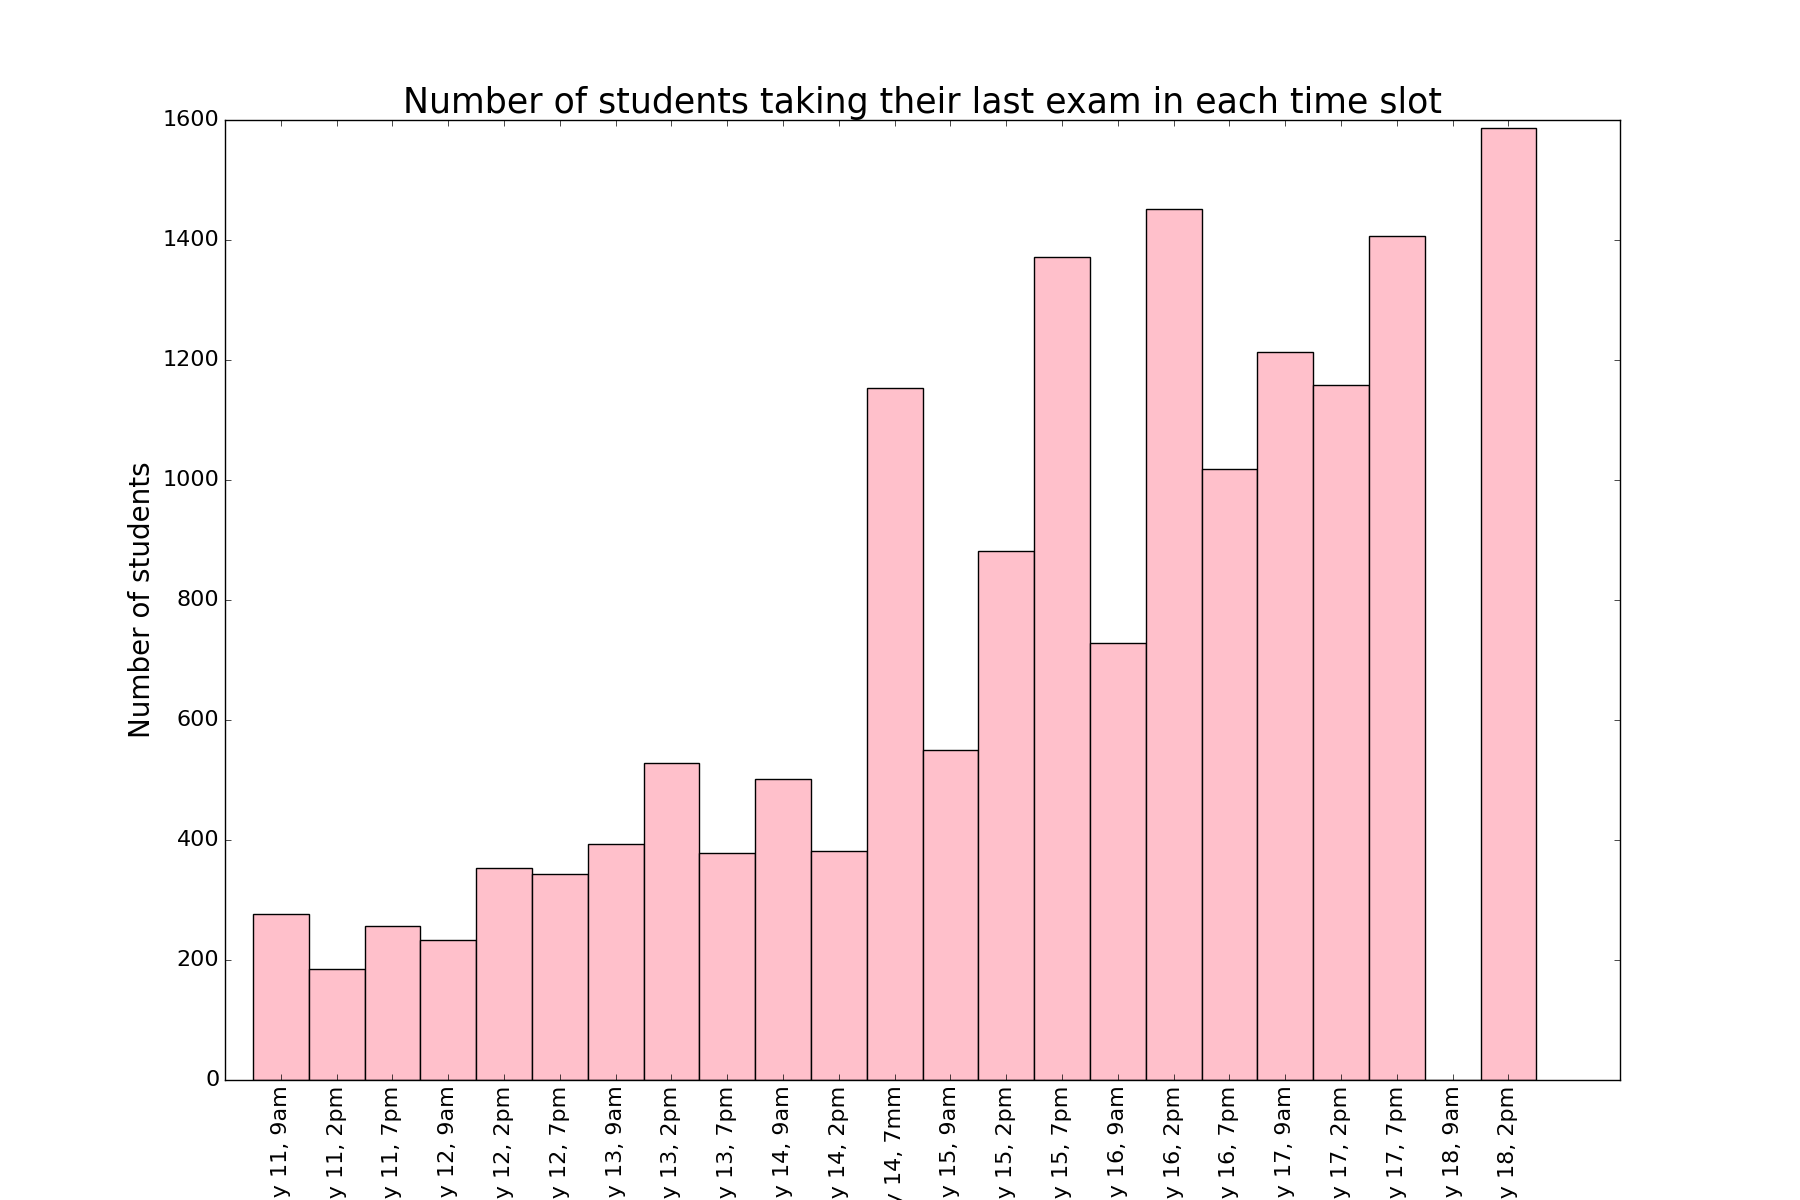 Number of students taking their last exam in each time slot
Number of students
1600
1400
1200
1000
800
600
400
200
0
y 11, 9am
y 11, 2pm
y 11, 7pm
y 12, 9am
y 12, 2pm
y 12, 7pm
y 13, 9am
y 13, 2pm
y 13, 7pm
y 14, 9am
y 14, 2pm
y 14, 7mm
y 15, 9am
y 15, 2pm
y 15, 7pm
y 16, 9am
y 16, 2pm
y 16, 7pm
y 17, 9am
y 17, 2pm
y 17, 7pm
y 18, 9am
y 18, 2pm